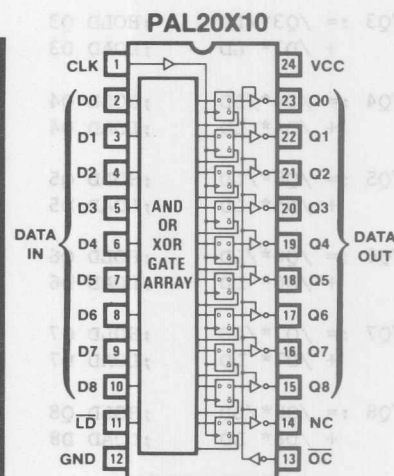 PAL20X10
CLK 1 24 VCC
D0 2 23 Q0
D1 3 22 Q1
D2 4 21 Q2
D3 5 20 Q3
D4 6 19 Q4
D5 7 18 Q5
D6 8 17 Q6
D7 9 16 Q7
D8 10 15 Q8
LD 11 14 NC
GND 12 13 OC
DATA IN
AND
OR
XOR
GATE
ARRAY
DATA OUT